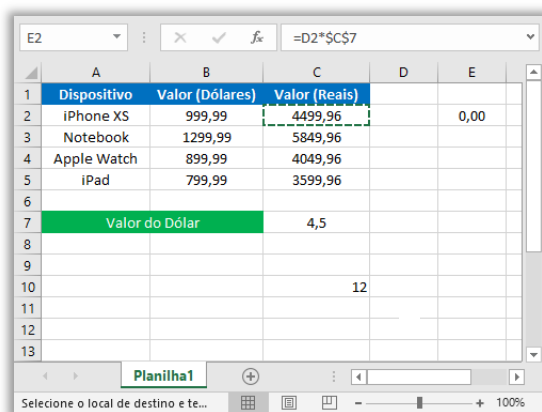 E2 fx =D2*$C$7
A B C D E
1 Dispositivo Valor (Dólares) Valor (Reais)
2 iPhone XS 999,99 4499,96 0,00
3 Notebook 1299,99 5849,96
4 Apple Watch 899,99 4049,96
5 iPad 799,99 3599,96
6
7 Valor do Dólar 4,5
8
9
10 12
11
12
13
Planilha1
Selecione o local de destino e te... 100%